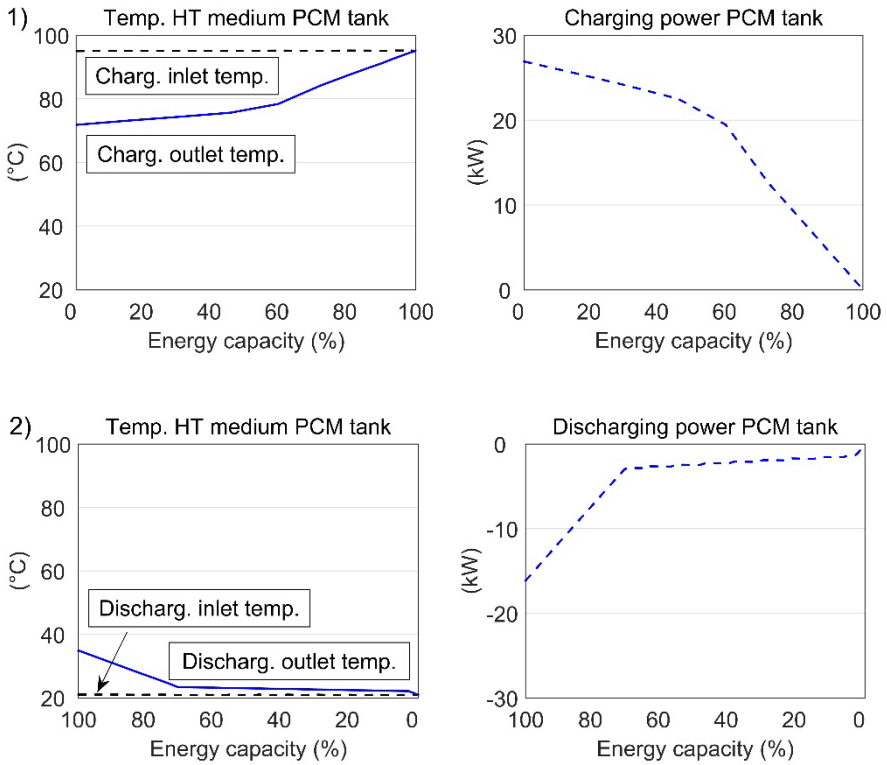 1)
Temp. HT medium PCM tank
100
80
60
40
20
(°C)
Charg. inlet temp.
Charg. outlet temp.
0 20 40 60 80 100
Energy capacity (%)
Charging power PCM tank
30
20
10
0
(kW)
0 20 40 60 80 100
Energy capacity (%)
2)
Temp. HT medium PCM tank
100
80
60
40
20
(°C)
Discharg. inlet temp.
Discharg. outlet temp.
100 80 60 40 20 0
Energy capacity (%)
Discharging power PCM tank
0
-10
-20
-30
(kW)
100 80 60 40 20 0
Energy capacity (%)